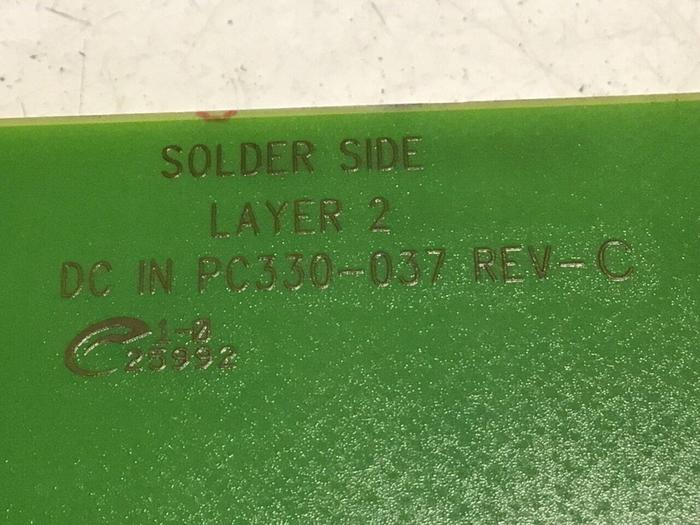 SOLDER SIDE
LAYER 2
DC IN PC330-037 REV-C
1-0
25992